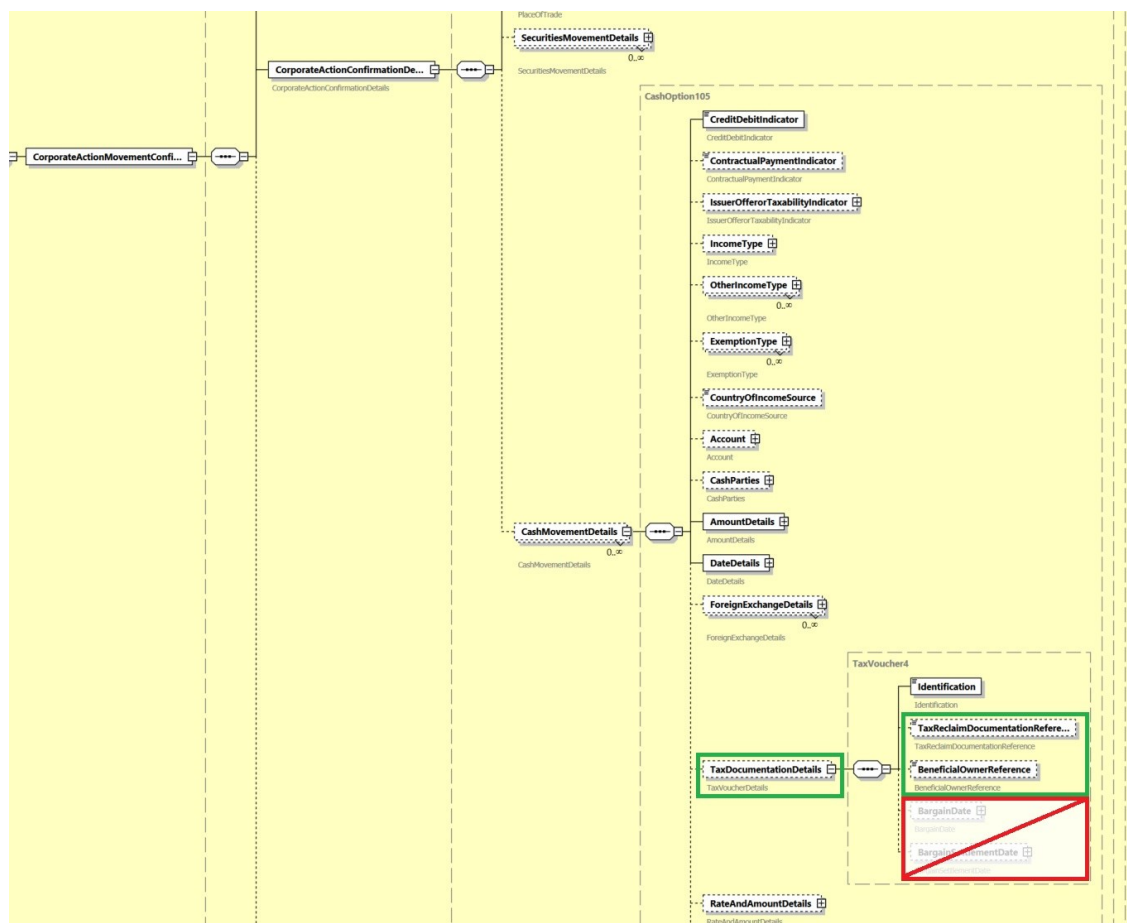 PlaceOfTrade
SecuritiesMovementDetails
0..∞
SecuritiesMovementDetails
CorporateActionConfirmationDe...
CorporateActionConfirmationDetails
CashOption105
CreditDebitIndicator
CreditDebitIndicator
CorporateActionMovementConfi...
ContractualPaymentIndicator
ContractualPaymentIndicator
IssuerOfferorTaxabilityIndicator
IssuerOfferorTaxabilityIndicator
IncomeType
IncomeType
OtherIncomeType
0..∞
OtherIncomeType
ExemptionType
0..∞
ExemptionType
CountryOfIncomeSource
CountryOfIncomeSource
Account
Account
CashParties
CashParties
AmountDetails
AmountDetails
CashMovementDetails
0..∞
CashMovementDetails
DateDetails
DateDetails
ForeignExchangeDetails
0..∞
ForeignExchangeDetails
TaxVoucher4
Identification
Identification
TaxReclaimDocumentationRefere...
TaxReclaimDocumentationReference
TaxDocumentationDetails
TaxVoucherDetails
BeneficialOwnerReference
BeneficialOwnerReference
BargainDate
BargainDate
BargainSettlementDate
RateAndAmountDetails
RateAndAmountDetails